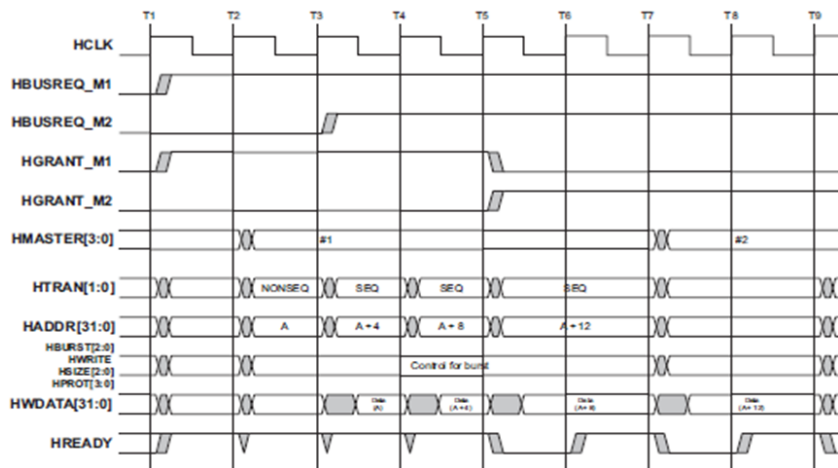 T1 T2 T3 T4 T5 T6 T7 T8 T9
HCLK
HBUSREQ_M1
HBUSREQ_M2
HGRANT_M1
HGRANT_M2
HMASTER[3:0] #1 #2
HTRAN[1:0] NONSEQ SEQ SEQ SEQ
HADDR[31:0] A A + 4 A + 8 A + 12
HBURST[2:0]
HWRITE
HSIZE[2:0]
HPROT[3:0]
Control for burst
HWDATA[31:0] Data (A) Data (A + 4) Data (A + 8) Data (A + 12)
HREADY